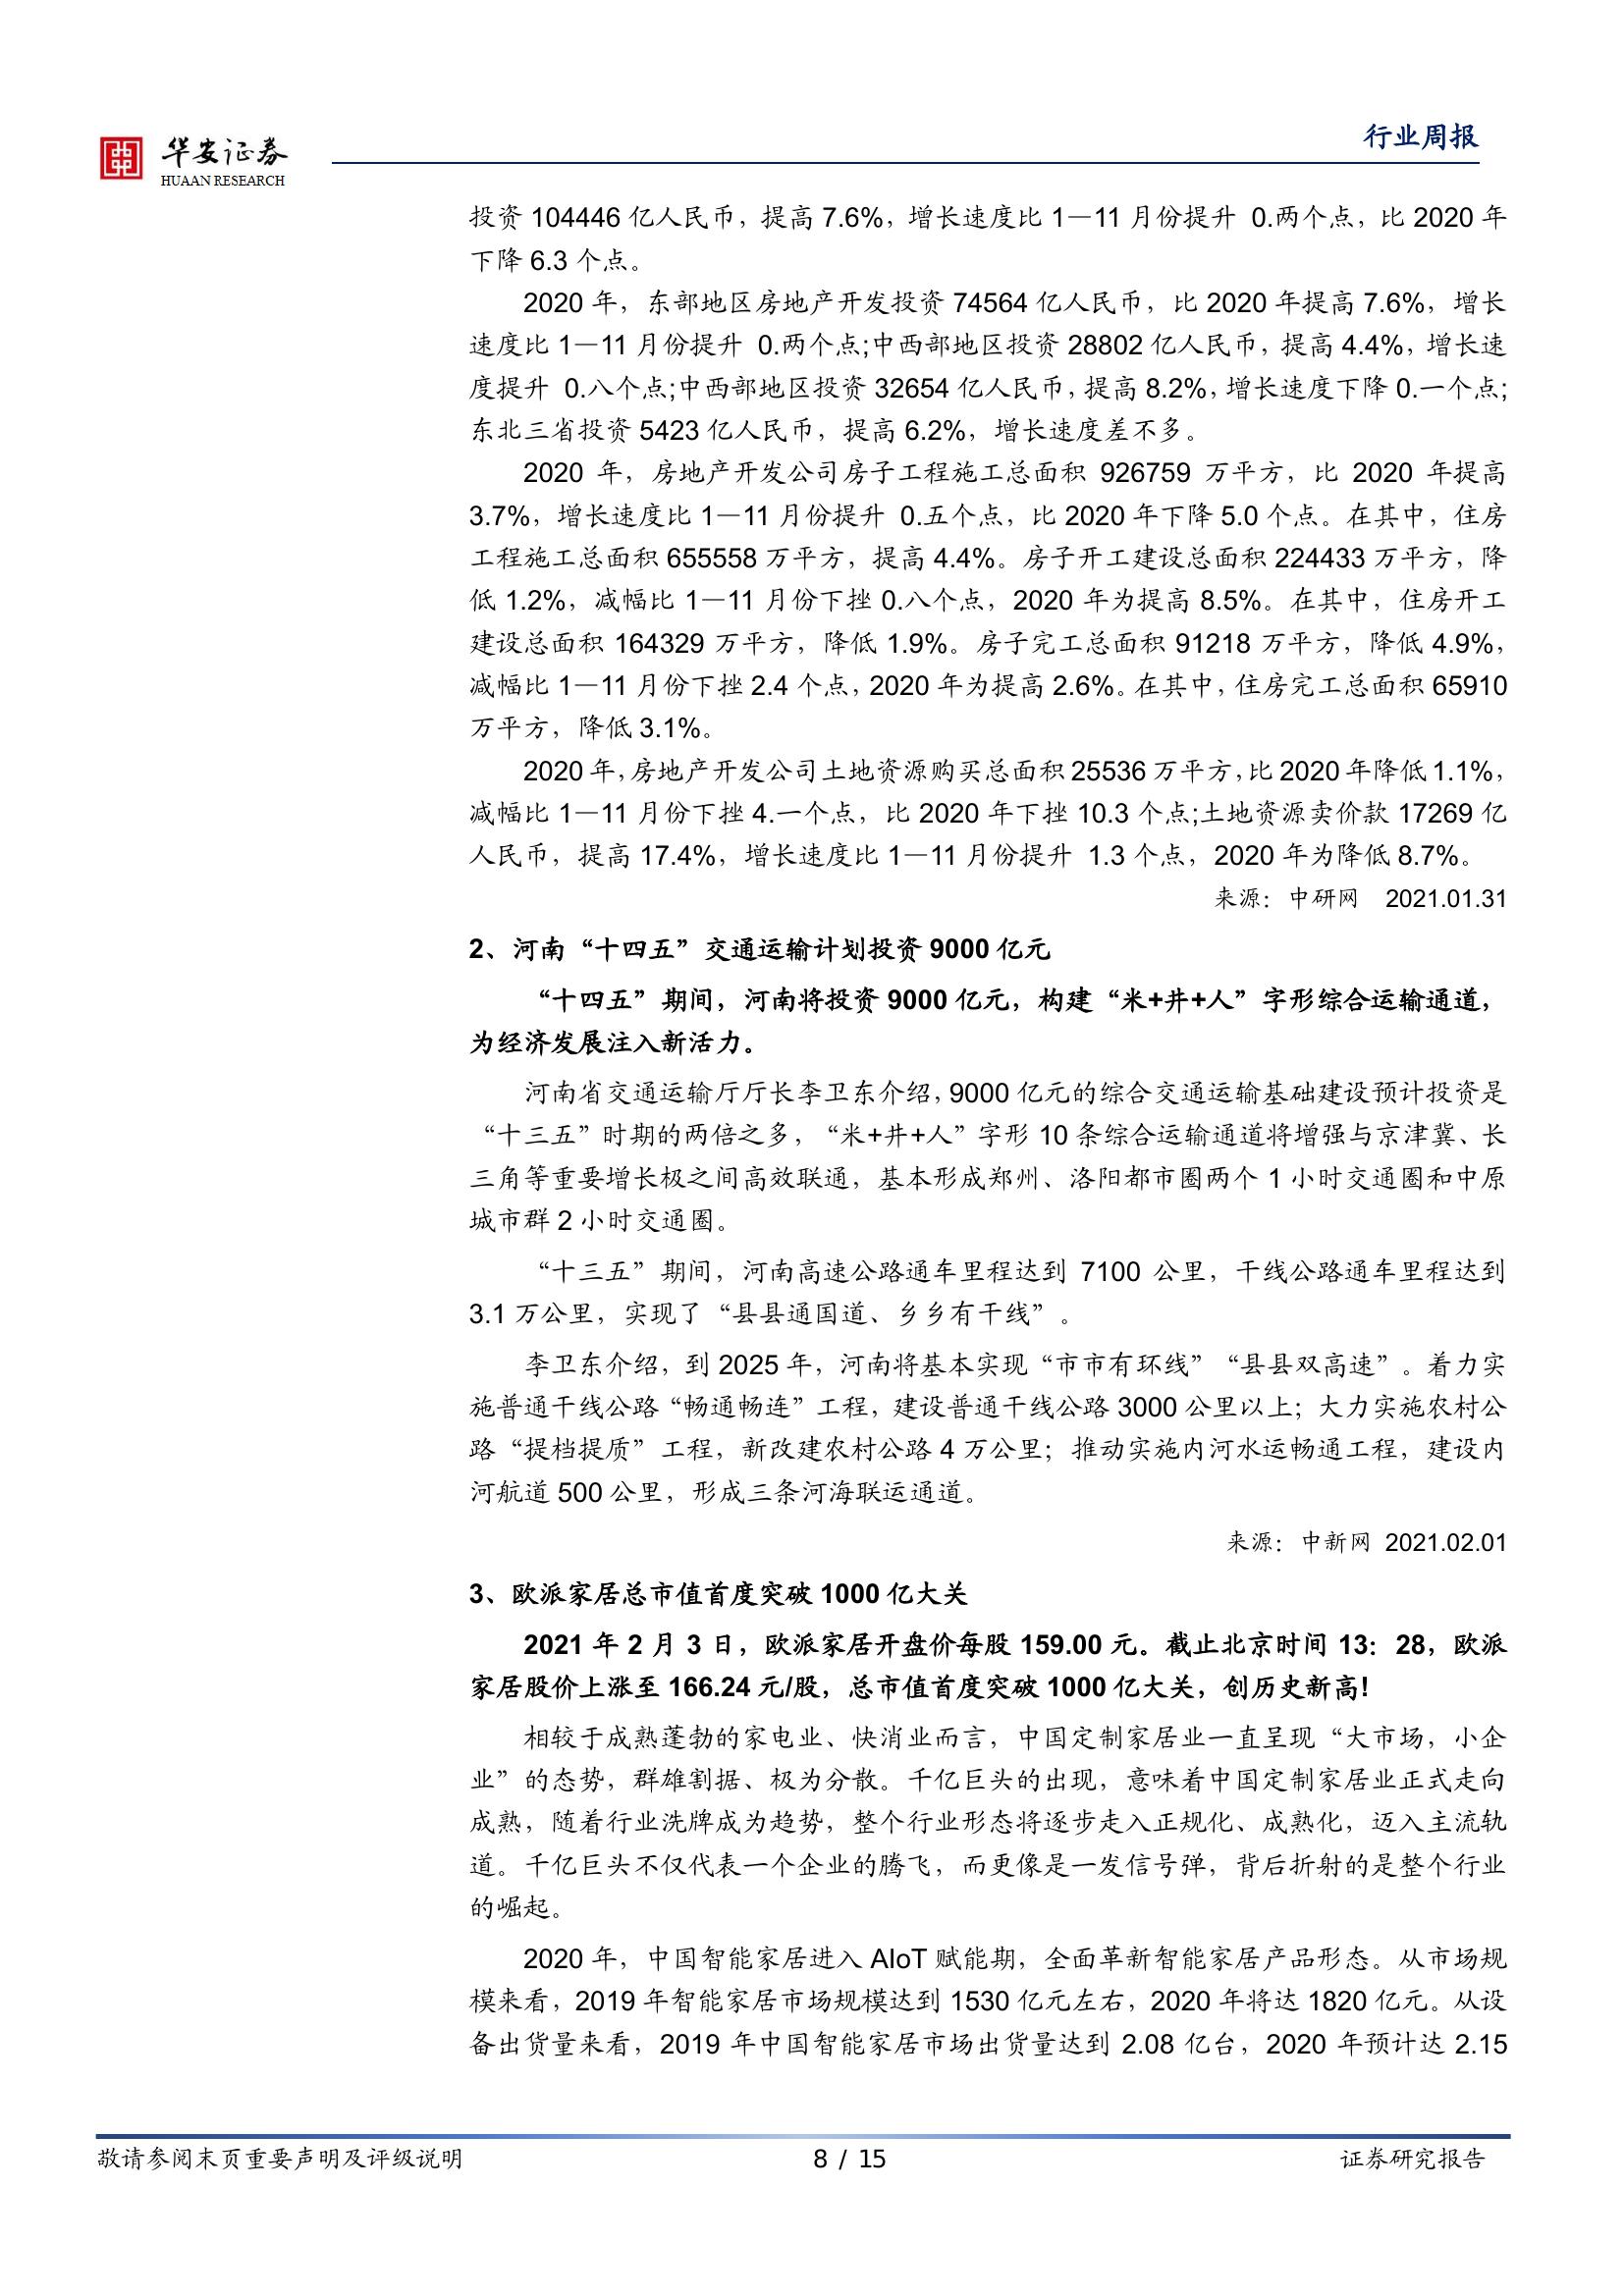 华安证券
HUAAN RESEARCH
行业周报
投资 104446 亿人民币，提高 7.6%，增长速度比 1—11 月份提升 0.两个点，比 2020 年
下降 6.3 个点。
2020 年，东部地区房地产开发投资 74564 亿人民币，比 2020 年提高 7.6%，增长
速度比 1—11 月份提升 0.两个点;中西部地区投资 28802 亿人民币，提高 4.4%，增长速
度提升 0.八个点;中西部地区投资 32654 亿人民币，提高 8.2%，增长速度下降 0.一个点;
东北三省投资 5423 亿人民币，提高 6.2%，增长速度差不多。
2020 年，房地产开发公司房子工程施工总面积 926759 万平方，比 2020 年提高
3.7%，增长速度比 1—11 月份提升 0.五个点，比 2020 年下降 5.0 个点。在其中，住房
工程施工总面积 655558 万平方，提高 4.4%。房子开工建设总面积 224433 万平方，降
低 1.2%，减幅比 1—11 月份下挫 0.八个点，2020 年为提高 8.5%。在其中，住房开工
建设总面积 164329 万平方，降低 1.9%。房子完工总面积 91218 万平方，降低 4.9%，
减幅比 1—11 月份下挫 2.4 个点，2020 年为提高 2.6%。在其中，住房完工总面积 65910
万平方，降低 3.1%。
2020 年，房地产开发公司土地资源购买总面积 25536 万平方，比 2020 年降低 1.1%，
减幅比 1—11 月份下挫 4.一个点，比 2020 年下挫 10.3 个点;土地资源卖价款 17269 亿
人民币，提高 17.4%，增长速度比 1—11 月份提升 1.3 个点，2020 年为降低 8.7%。
来源：中研网 2021.01.31
2、河南“十四五”交通运输计划投资 9000 亿元
“十四五”期间，河南将投资 9000 亿元，构建“米+井+人”字形综合运输通道，
为经济发展注入新活力。
河南省交通运输厅厅长李卫东介绍，9000 亿元的综合交通运输基础建设预计投资是
“十三五”时期的两倍之多，“米+井+人”字形 10 条综合运输通道将增强与京津冀、长
三角等重要增长极之间高效联通，基本形成郑州、洛阳都市圈两个 1 小时交通圈和中原
城市群 2 小时交通圈。
“十三五”期间，河南高速公路通车里程达到 7100 公里，干线公路通车里程达到
3.1 万公里，实现了“县县通国道、乡乡有干线”。
李卫东介绍，到 2025 年，河南将基本实现“市市有环线”“县县双高速”。着力实
施普通干线公路“畅通畅连”工程，建设普通干线公路 3000 公里以上；大力实施农村公
路“提档提质”工程，新改建农村公路 4 万公里；推动实施内河水运畅通工程，建设内
河航道 500 公里，形成三条河海联运通道。
来源：中新网 2021.02.01
3、欧派家居总市值首度突破 1000 亿大关
2021 年 2 月 3 日，欧派家居开盘价每股 159.00 元。截止北京时间 13：28，欧派
家居股价上涨至 166.24 元/股，总市值首度突破 1000 亿大关，创历史新高!
相较于成熟蓬勃的家电业、快消业而言，中国定制家居业一直呈现“大市场，小企
业”的态势，群雄割据、极为分散。千亿巨头的出现，意味着中国定制家居业正式走向
成熟，随着行业洗牌成为趋势，整个行业形态将逐步走入正规化、成熟化，迈入主流轨
道。千亿巨头不仅代表一个企业的腾飞，而更像是一发信号弹，背后折射的是整个行业
的崛起。
2020 年，中国智能家居进入 AIoT 赋能期，全面革新智能家居产品形态。从市场规
模来看，2019 年智能家居市场规模达到 1530 亿元左右，2020 年将达 1820 亿元。从设
备出货量来看，2019 年中国智能家居市场出货量达到 2.08 亿台，2020 年预计达 2.15
敬请参阅末页重要声明及评级说明
8 / 15
证券研究报告